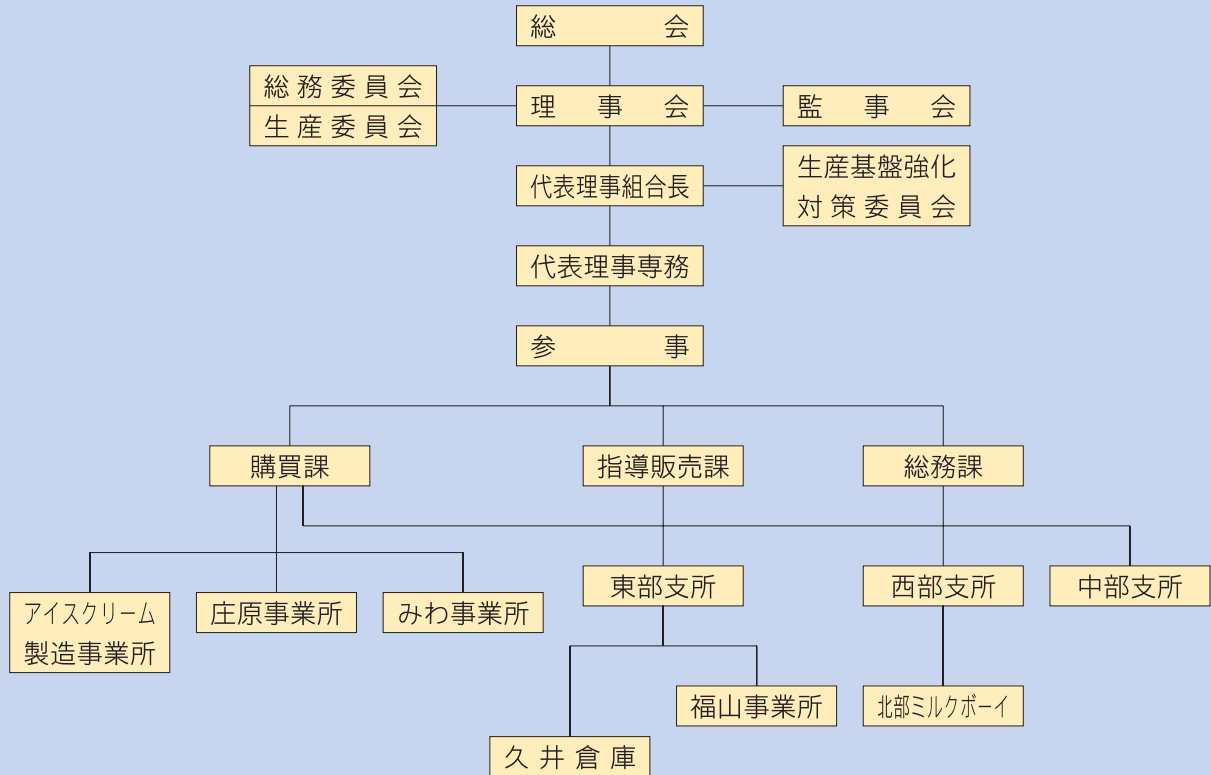 総会
総務委員会
生産委員会
理事会
監事会
代表理事組合長
生産基盤強化
対策委員会
代表理事専務
参事
購買課
指導販売課
総務課
アイスクリーム
製造事業所
庄原事業所
みわ事業所
東部支所
西部支所
中部支所
福山事業所
北部ミルクボーイ
久井倉庫